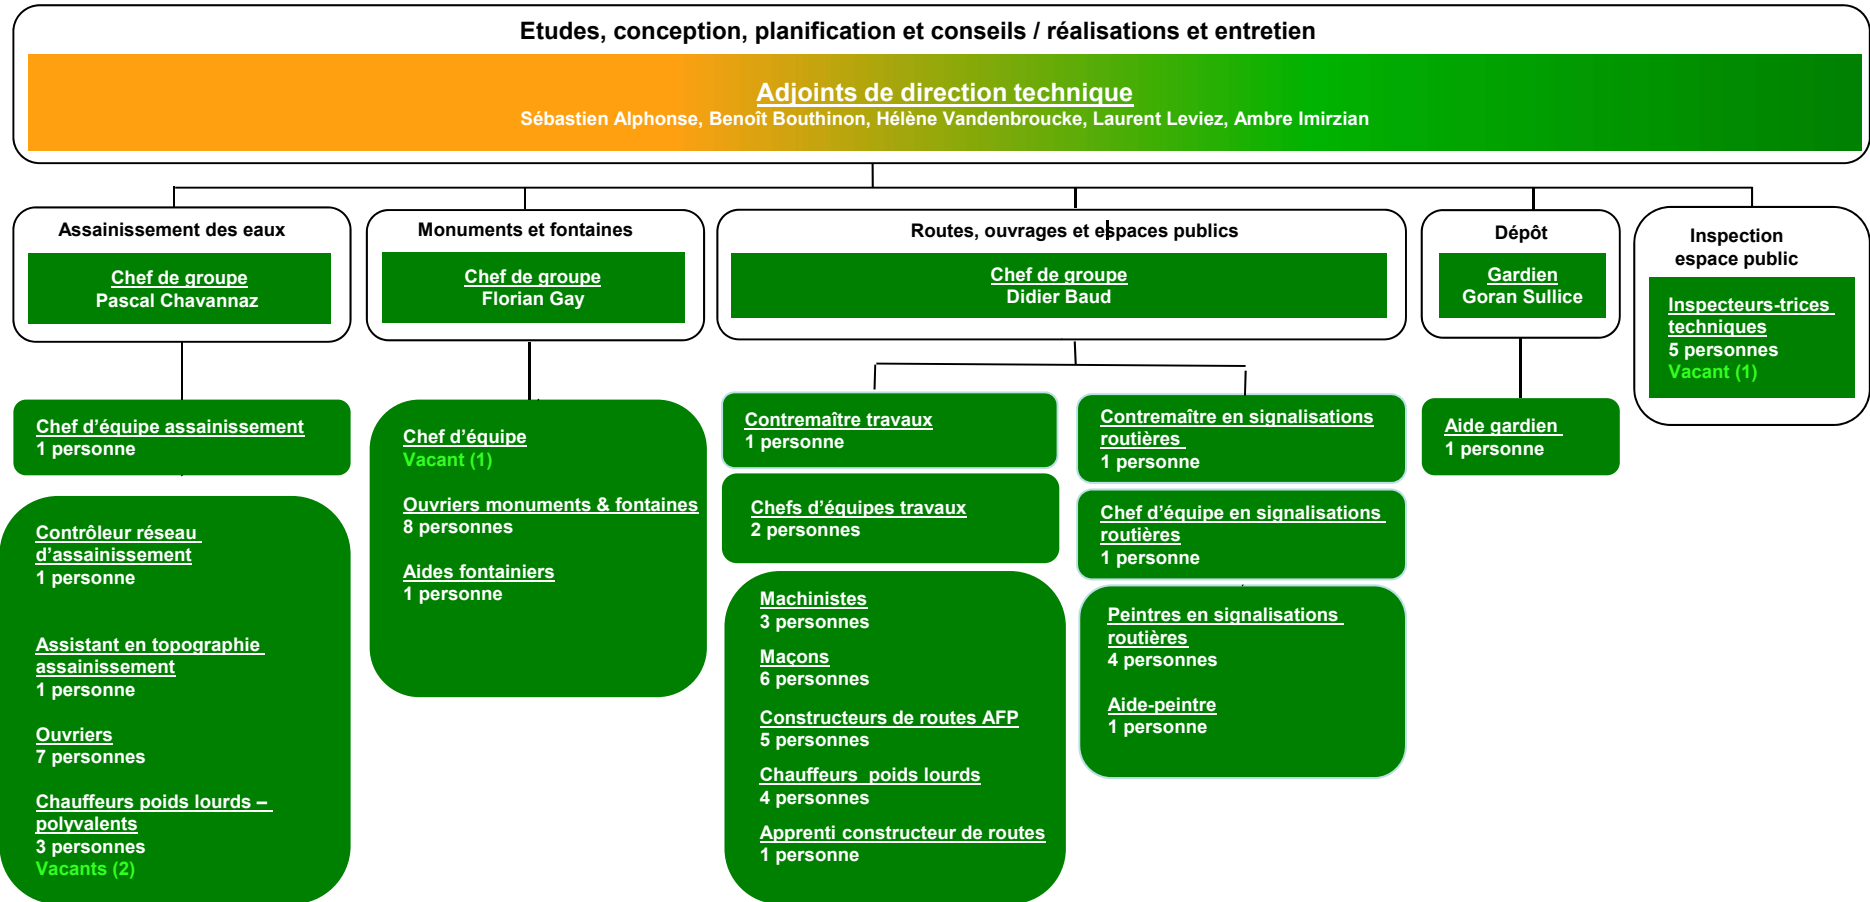 Etudes, conception, planification et conseils / réalisations et entretien
Adjoints de direction technique
Sébastien Alphonse, Benoît Bouthinon, Hélène Vandenbroucke, Laurent Leviez, Ambre Imirzian
Assainissement des eaux
Chef de groupe
Pascal Chavannaz
Chef d'équipe assainissement
1 personne
Contrôleur réseau
d'assainissement
1 personne
Assistant en topographie
assainissement
1 personne
Ouvriers
7 personnes
Chauffeurs poids lourds –
polyvalents
3 personnes
Vacants (2)
Monuments et fontaines
Chef de groupe
Florian Gay
Chef d'équipe
Vacant (1)
Ouvriers monuments & fontaines
8 personnes
Aides fontainiers
1 personne
Routes, ouvrages et espaces publics
Chef de groupe
Didier Baud
Contremaître travaux
1 personne
Chefs d'équipes travaux
2 personnes
Machinistes
3 personnes
Maçons
6 personnes
Constructeurs de routes AFP
5 personnes
Chauffeurs  poids lourds
4 personnes
Apprenti constructeur de routes
1 personne
Contremaître en signalisations
routières
1 personne
Chef d'équipe en signalisations
routières
1 personne
Peintres en signalisations
routières
4 personnes
Aide-peintre
1 personne
Dépôt
Gardien
Goran Sullice
Aide gardien
1 personne
Inspection
espace public
Inspecteurs-trices
techniques
5 personnes
Vacant (1)